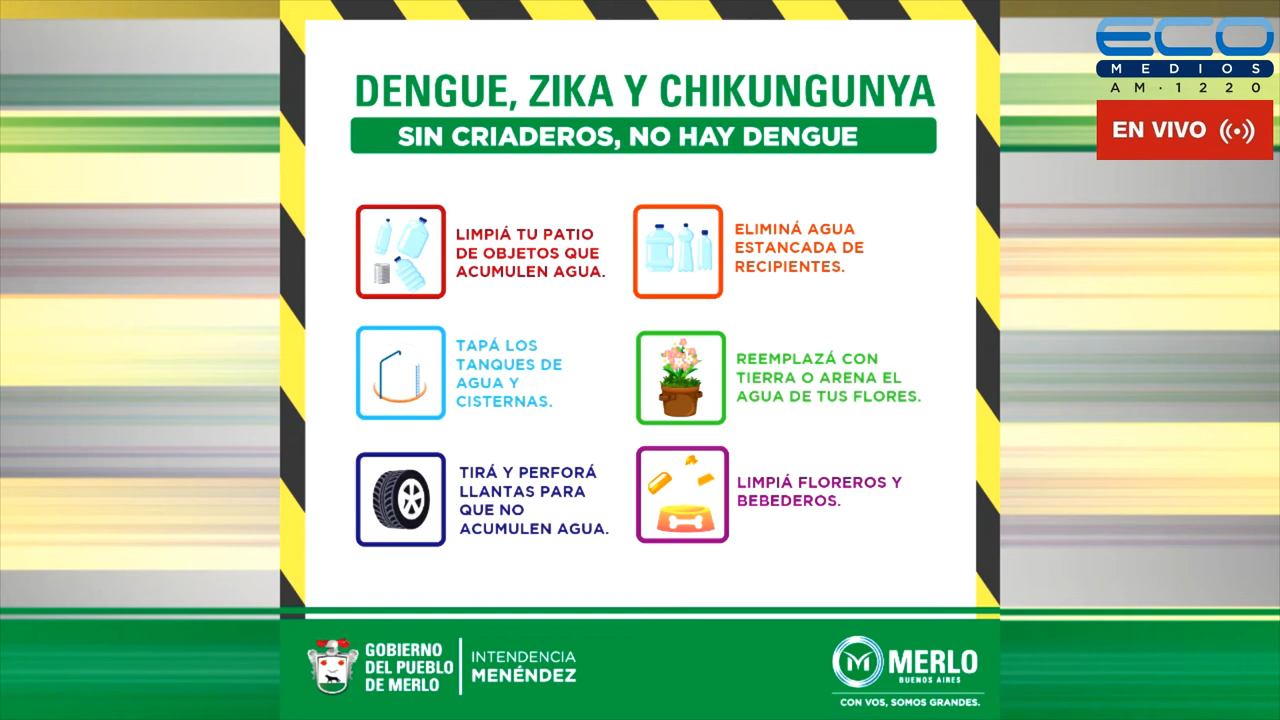 DENGUE, ZIKA Y CHIKUNGUNYA
SIN CRIADEROS, NO HAY DENGUE
LIMPIÁ TU PATIO
DE OBJETOS QUE
ACUMULEN AGUA.
ELIMINÁ AGUA
ESTANCADA DE
RECIPIENTES.
TAPÁ LOS
TANQUES DE
AGUA Y
CISTERNAS.
REEMPLAZÁ CON
TIERRA O ARENA EL
AGUA DE TUS FLORES.
TIRÁ Y PERFORÁ
LLANTAS PARA
QUE NO
ACUMULEN AGUA.
LIMPIÁ FLOREROS Y
BEBEDEROS.
GOBIERNO
DEL PUEBLO
DE MERLO
INTENDENCIA
MENÉNDEZ
MERLO
BUENOS AIRES
CON VOS, SOMOS GRANDES.
ECO
MEDIOS
AM·1220
EN VIVO